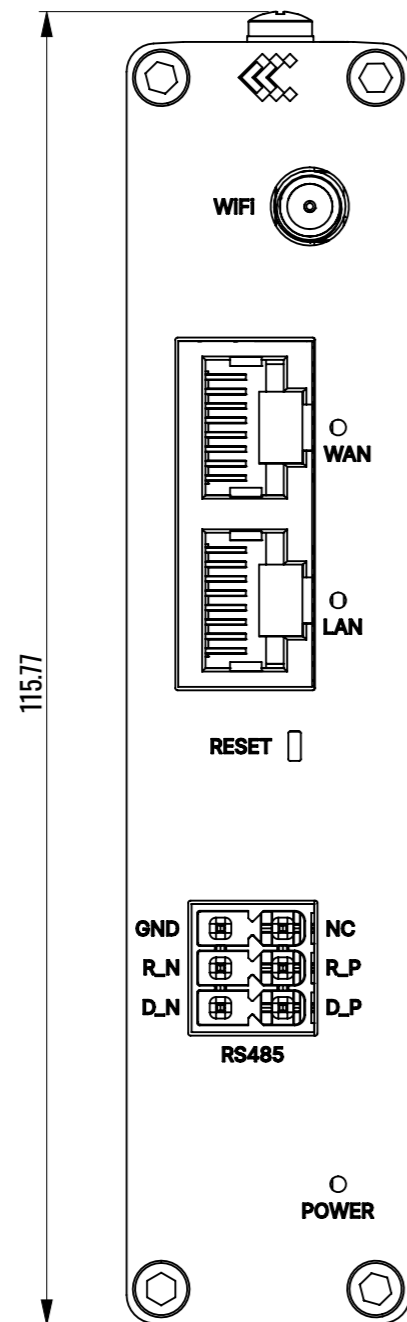 WiFi
WAN
LAN
115.77
RESET
GND NC
R_N R_P
D_N D_P
RS485
POWER